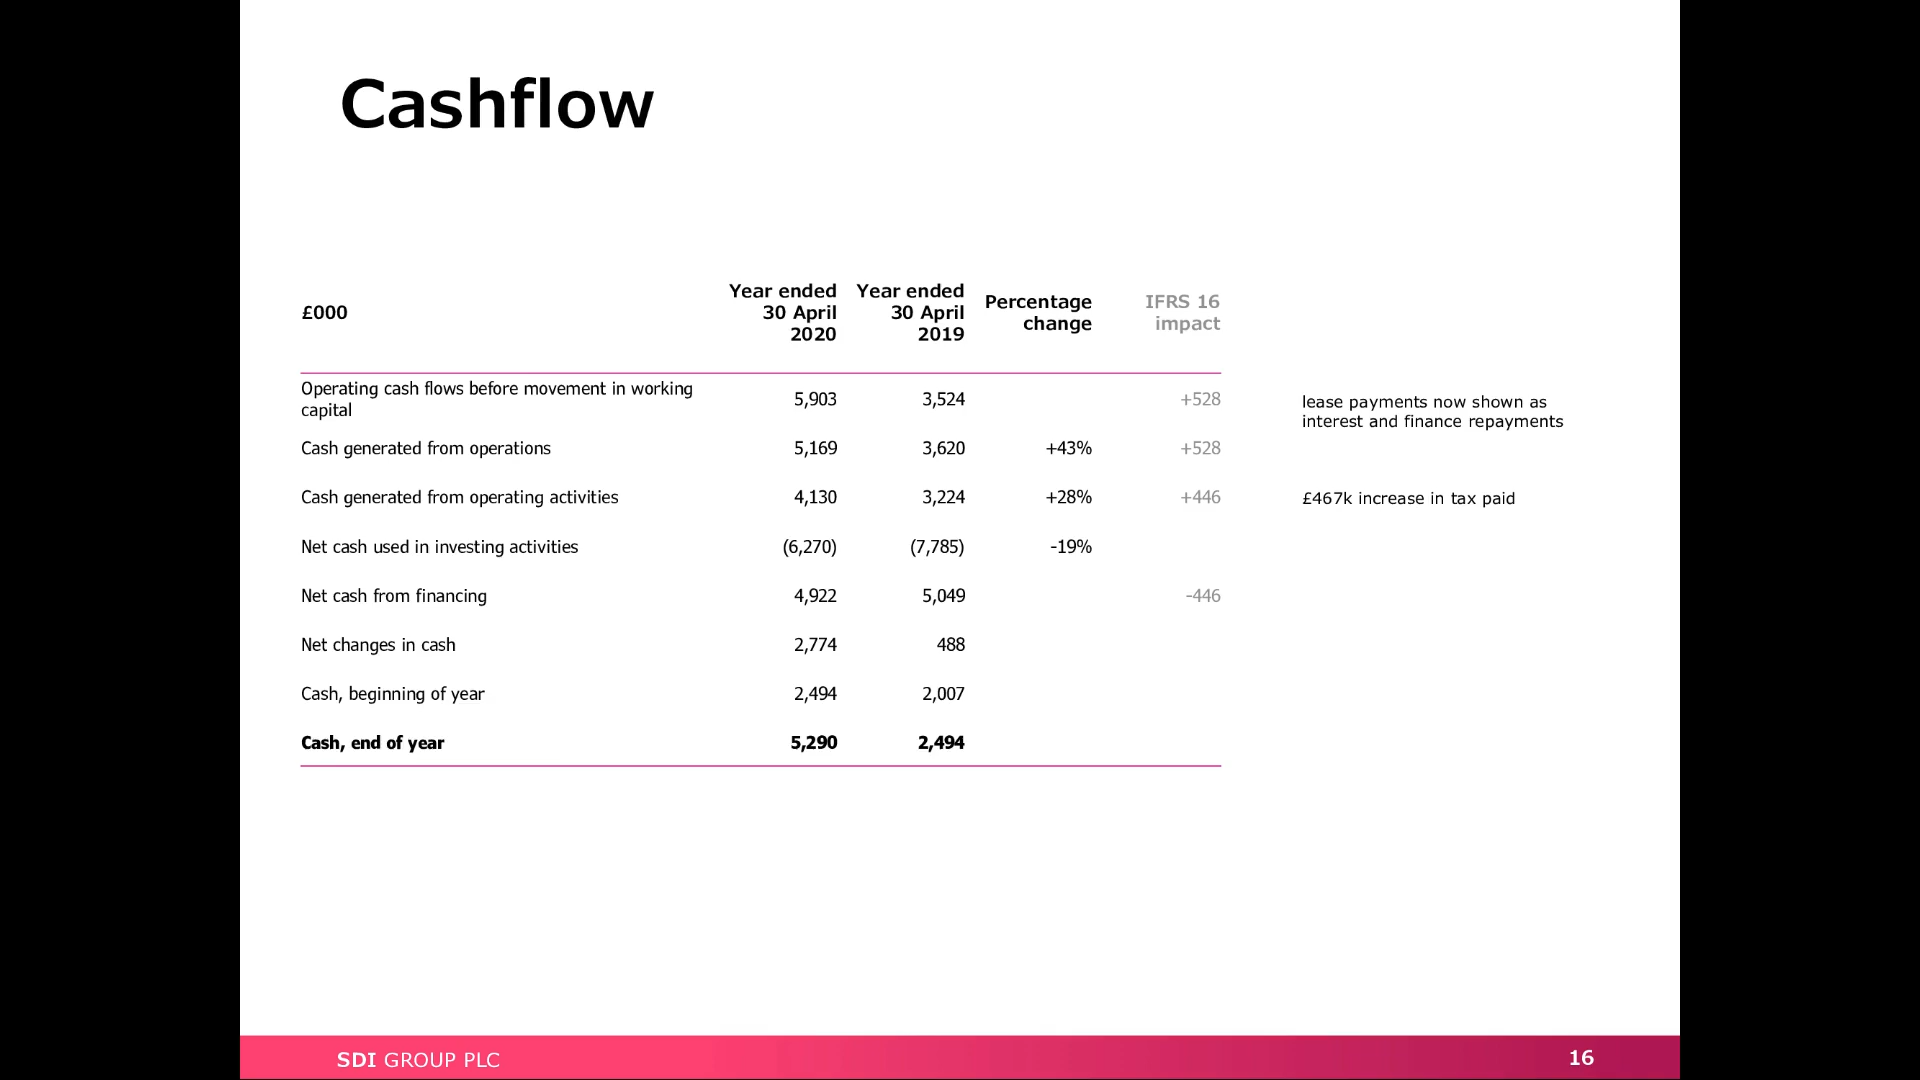 Cashflow
£000
Year ended 30 April 2020
Year ended 30 April 2019
Percentage change
IFRS 16 impact
Operating cash flows before movement in working capital 5,903 3,524 +528
lease payments now shown as interest and finance repayments
Cash generated from operations 5,169 3,620 +43% +528
Cash generated from operating activities 4,130 3,224 +28% +446
£467k increase in tax paid
Net cash used in investing activities (6,270) (7,785) -19%
Net cash from financing 4,922 5,049 -446
Net changes in cash 2,774 488
Cash, beginning of year 2,494 2,007
Cash, end of year 5,290 2,494
SDI GROUP PLC
16